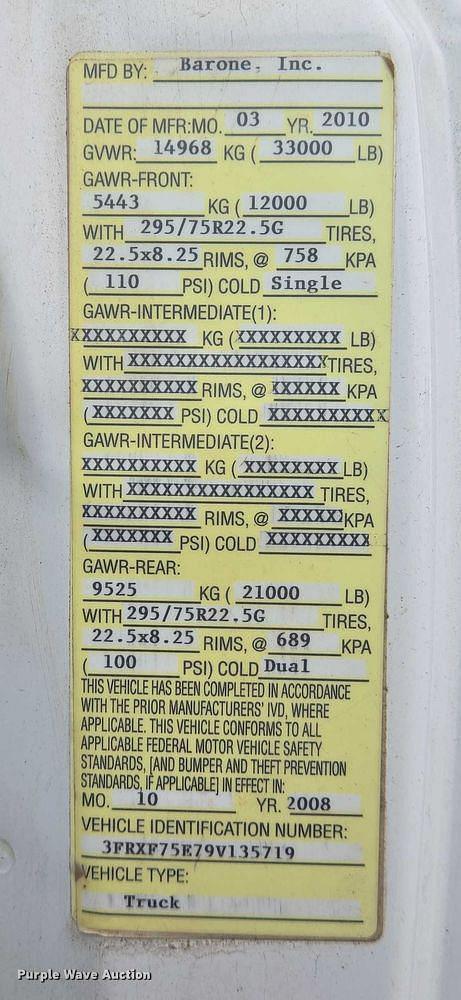 MFD BY: Barone, Inc.
DATE OF MFR:MO. 03 YR. 2010
GVWR: 14968 KG ( 33000 LB)
GAWR-FRONT:
5443 KG ( 12000 LB)
WITH 295/75R22.5G TIRES,
22.5x8.25 RIMS, @ 758 KPA
( 110 PSI) COLD Single
GAWR-INTERMEDIATE(1):
XXXXXXXXXX KG (XXXXXXXXX LB)
WITH XXXXXXXXXXXXXXXXX TIRES,
XXXXXXXXXX RIMS, @ XXXXXX KPA
( XXXXXXX PSI) COLD XXXXXXXXXX
GAWR-INTERMEDIATE(2):
XXXXXXXXXX KG ( XXXXXXXX LB)
WITH XXXXXXXXXXXXXXXX TIRES,
XXXXXXXXXX RIMS, @ XXXXXX KPA
( XXXXXXX PSI) COLD XXXXXXXXX
GAWR-REAR:
9525 KG ( 21000 LB)
WITH 295/75R22.5G TIRES,
22.5x8.25 RIMS, @ 689 KPA
( 100 PSI) COLD Dual
THIS VEHICLE HAS BEEN COMPLETED IN ACCORDANCE
WITH THE PRIOR MANUFACTURERS' IVD, WHERE
APPLICABLE. THIS VEHICLE CONFORMS TO ALL
APPLICABLE FEDERAL MOTOR VEHICLE SAFETY
STANDARDS, [AND BUMPER AND THEFT PREVENTION
STANDARDS, IF APPLICABLE] IN EFFECT IN:
MO. 10 YR. 2008
VEHICLE IDENTIFICATION NUMBER:
3FRXF75E79V135719
VEHICLE TYPE:
Truck
Purple Wave Auction